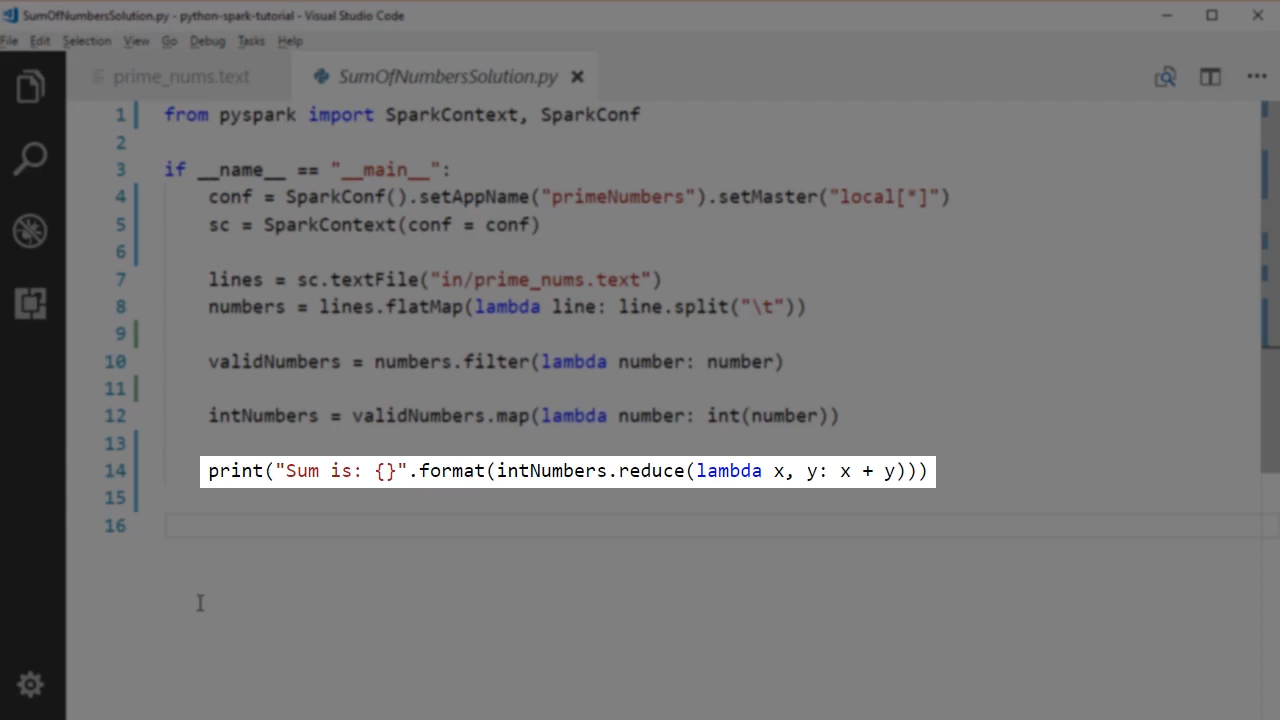 SumOfNumbersSolution.py - python-spark-tutorial - Visual Studio Code
File Edit Selection View Go Debug Tasks Help
prime_nums.text SumOfNumbersSolution.py
1 from pyspark import SparkContext, SparkConf
2
3 if __name__ == "__main__":
4 conf = SparkConf().setAppName("primeNumbers").setMaster("local[*]")
5 sc = SparkContext(conf = conf)
6
7 lines = sc.textFile("in/prime_nums.text")
8 numbers = lines.flatMap(lambda line: line.split("\t"))
9
10 validNumbers = numbers.filter(lambda number: number)
11
12 intNumbers = validNumbers.map(lambda number: int(number))
13
14 print("Sum is: {}".format(intNumbers.reduce(lambda x, y: x + y)))
15
16